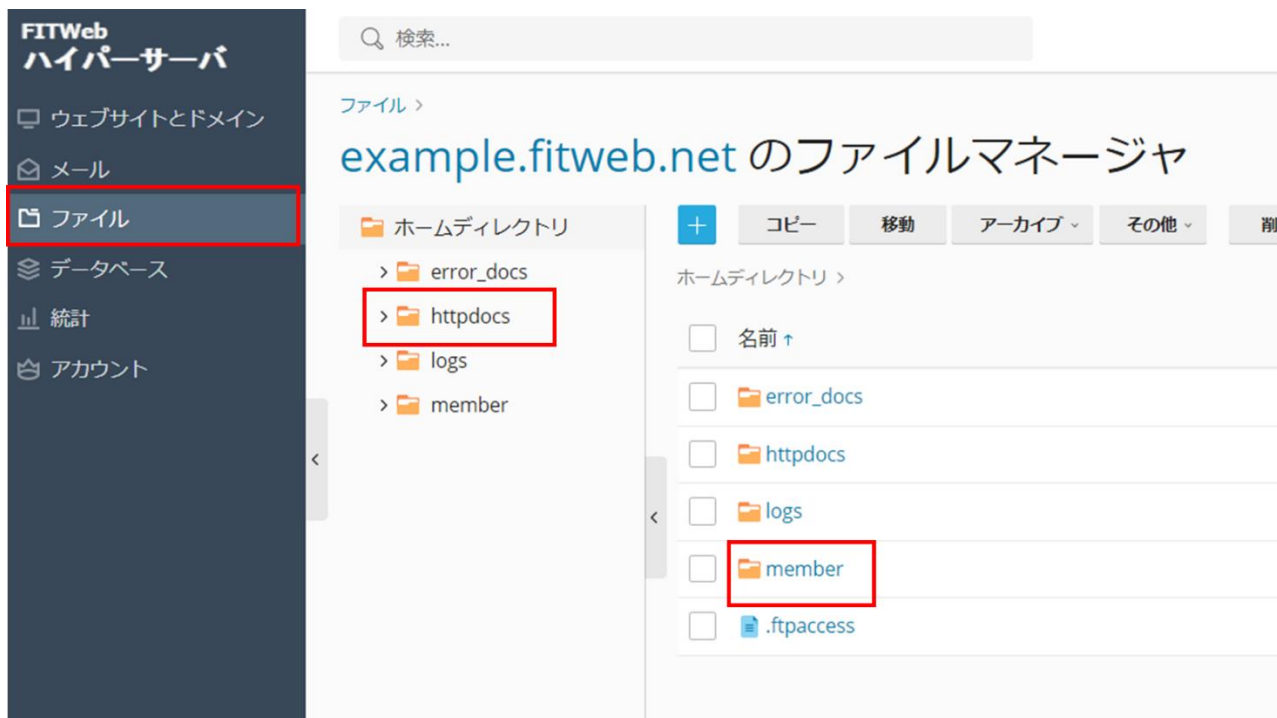 FITWeb
ハイパーサーバ
ウェブサイトとドメイン
メール
ファイル
データベース
統計
アカウント
検索...
ファイル >
example.fitweb.net のファイルマネージャ
ホームディレクトリ
error_docs
httpdocs
logs
member
+ コピー 移動 アーカイブ その他 削
ホームディレクトリ >
名前 ↑
error_docs
httpdocs
logs
member
.ftpaccess